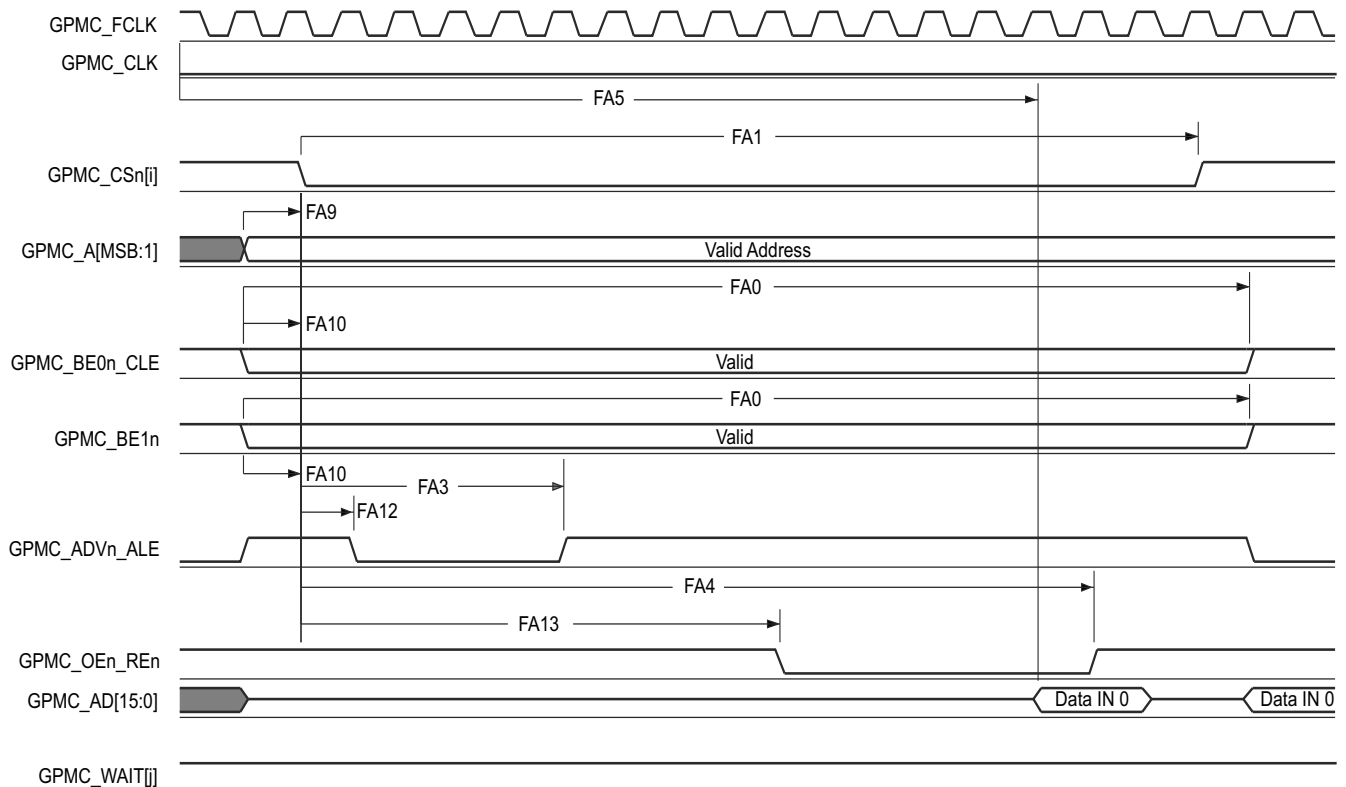 GPMC_FCLK
GPMC_CLK
FA5
FA1
GPMC_CSn[i]
FA9
GPMC_A[MSB:1]
Valid Address
FA0
FA10
GPMC_BE0n_CLE
Valid
FA0
GPMC_BE1n
Valid
FA10
FA3
FA12
GPMC_ADVn_ALE
FA4
FA13
GPMC_OEn_REn
GPMC_AD[15:0]
Data IN 0
Data IN 0
GPMC_WAIT[j]